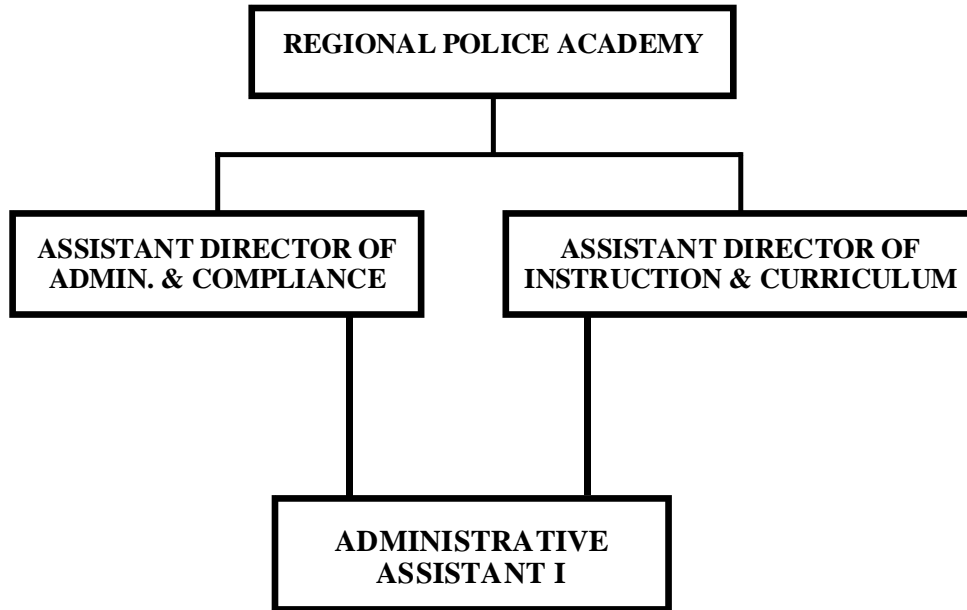 REGIONAL POLICE ACADEMY
ASSISTANT DIRECTOR OF
ADMIN. & COMPLIANCE
ASSISTANT DIRECTOR OF
INSTRUCTION & CURRICULUM
ADMINISTRATIVE
ASSISTANT I